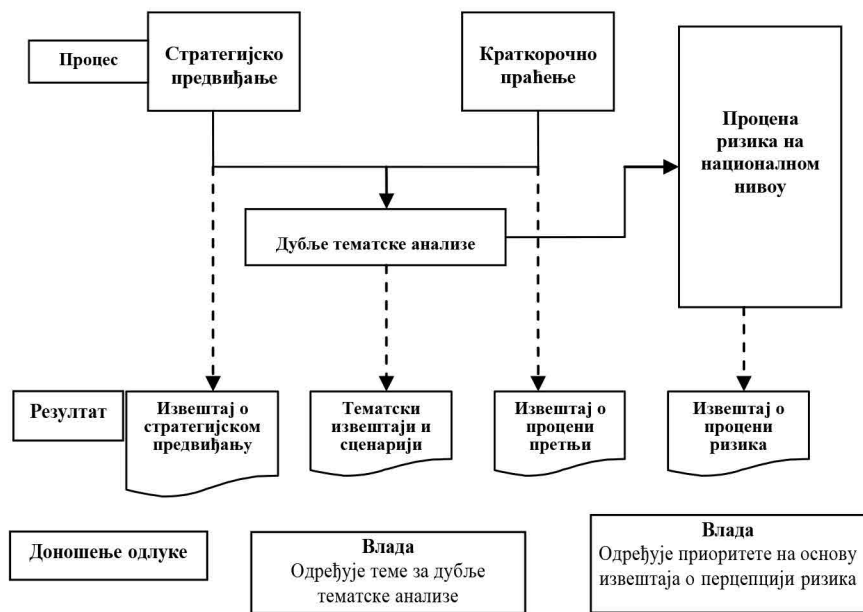 Процес
Стратегијско
предвиђање
Краткорочно
праћење
Процена
ризика на
националном
нивоу
Дубље тематске анализе
Резултат
Извештај о
стратегијском
предвиђању
Тематски
извештаји и
сценарији
Извештај о
процени
претњи
Извештај о
процени
ризика
Доношење одлуке
Влада
Одређује теме за дубље
тематске анализе
Влада
Одређује приоритете на основу
извештаја о перцепцији ризика